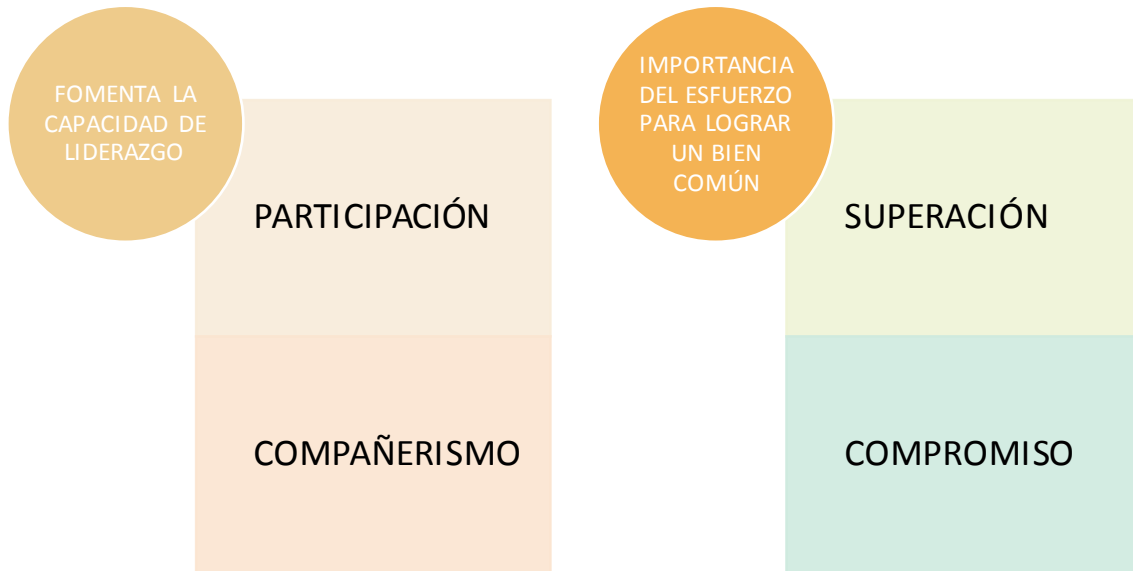 FOMENTA LA
CAPACIDAD DE
LIDERAZGO
PARTICIPACIÓN
COMPAÑERISMO
IMPORTANCIA
DEL ESFUERZO
PARA LOGRAR
UN BIEN
COMÚN
SUPERACIÓN
COMPROMISO